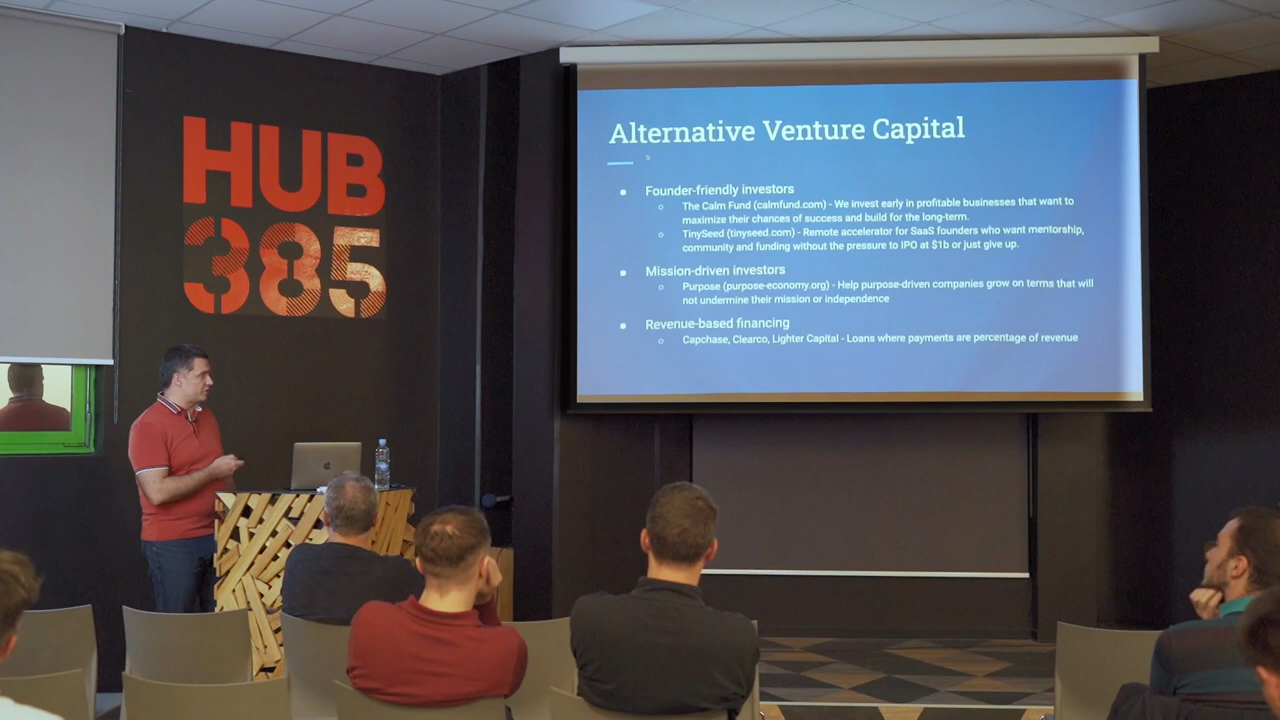 HUB
385
Alternative Venture Capital
Founder-friendly investors
The Calm Fund (calmfund.com) - We invest early in profitable businesses that want to
maximize their chances of success and build for the long-term.
TinySeed (tinyseed.com) - Remote accelerator for SaaS founders who want mentorship,
community and funding without the pressure to IPO at $1b or just give up.
Mission-driven investors
Purpose (purpose-economy.org) - Help purpose-driven companies grow on terms that will
not undermine their mission or independence
Revenue-based financing
Capchase, Clearco, Lighter Capital - Loans where payments are percentage of revenue